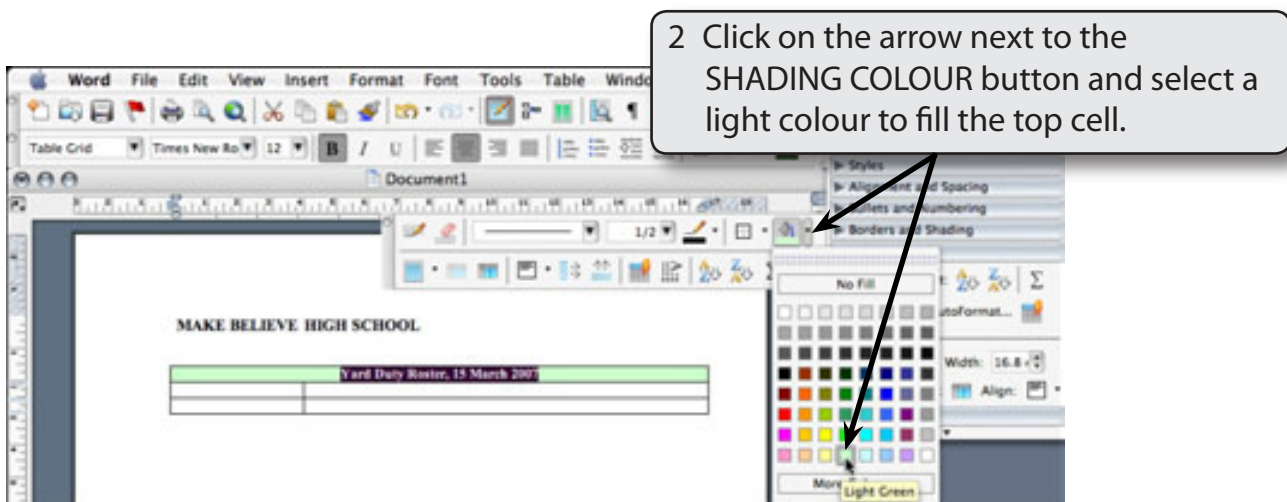 2 Click on the arrow next to the
SHADING COLOUR button and select a
light colour to fill the top cell.
Word File Edit View Insert Format Font Tools Table Windo
Table Grid Times New Ro 12 B I U
Document1
Styles
Alignment and Spacing
Bullets and Numbering
Borders and Shading
1/2
No Fill
MAKE BELIEVE HIGH SCHOOL
Yard Duty Roster, 15 March 2007
utoFormat...
Width: 16.8
Align:
More
Light Green